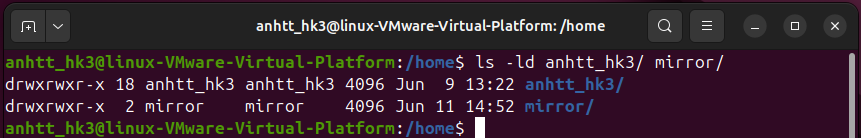 anhtt_hk3@linux-VMware-Virtual-Platform: /home
anhtt_hk3@linux-VMware-Virtual-Platform:/home$ ls -ld anhtt_hk3/ mirror/
drwxrwxr-x 18 anhtt_hk3 anhtt_hk3 4096 Jun  9 13:22 anhtt_hk3/
drwxrwxr-x  2 mirror    mirror    4096 Jun 11 14:52 mirror/
anhtt_hk3@linux-VMware-Virtual-Platform:/home$